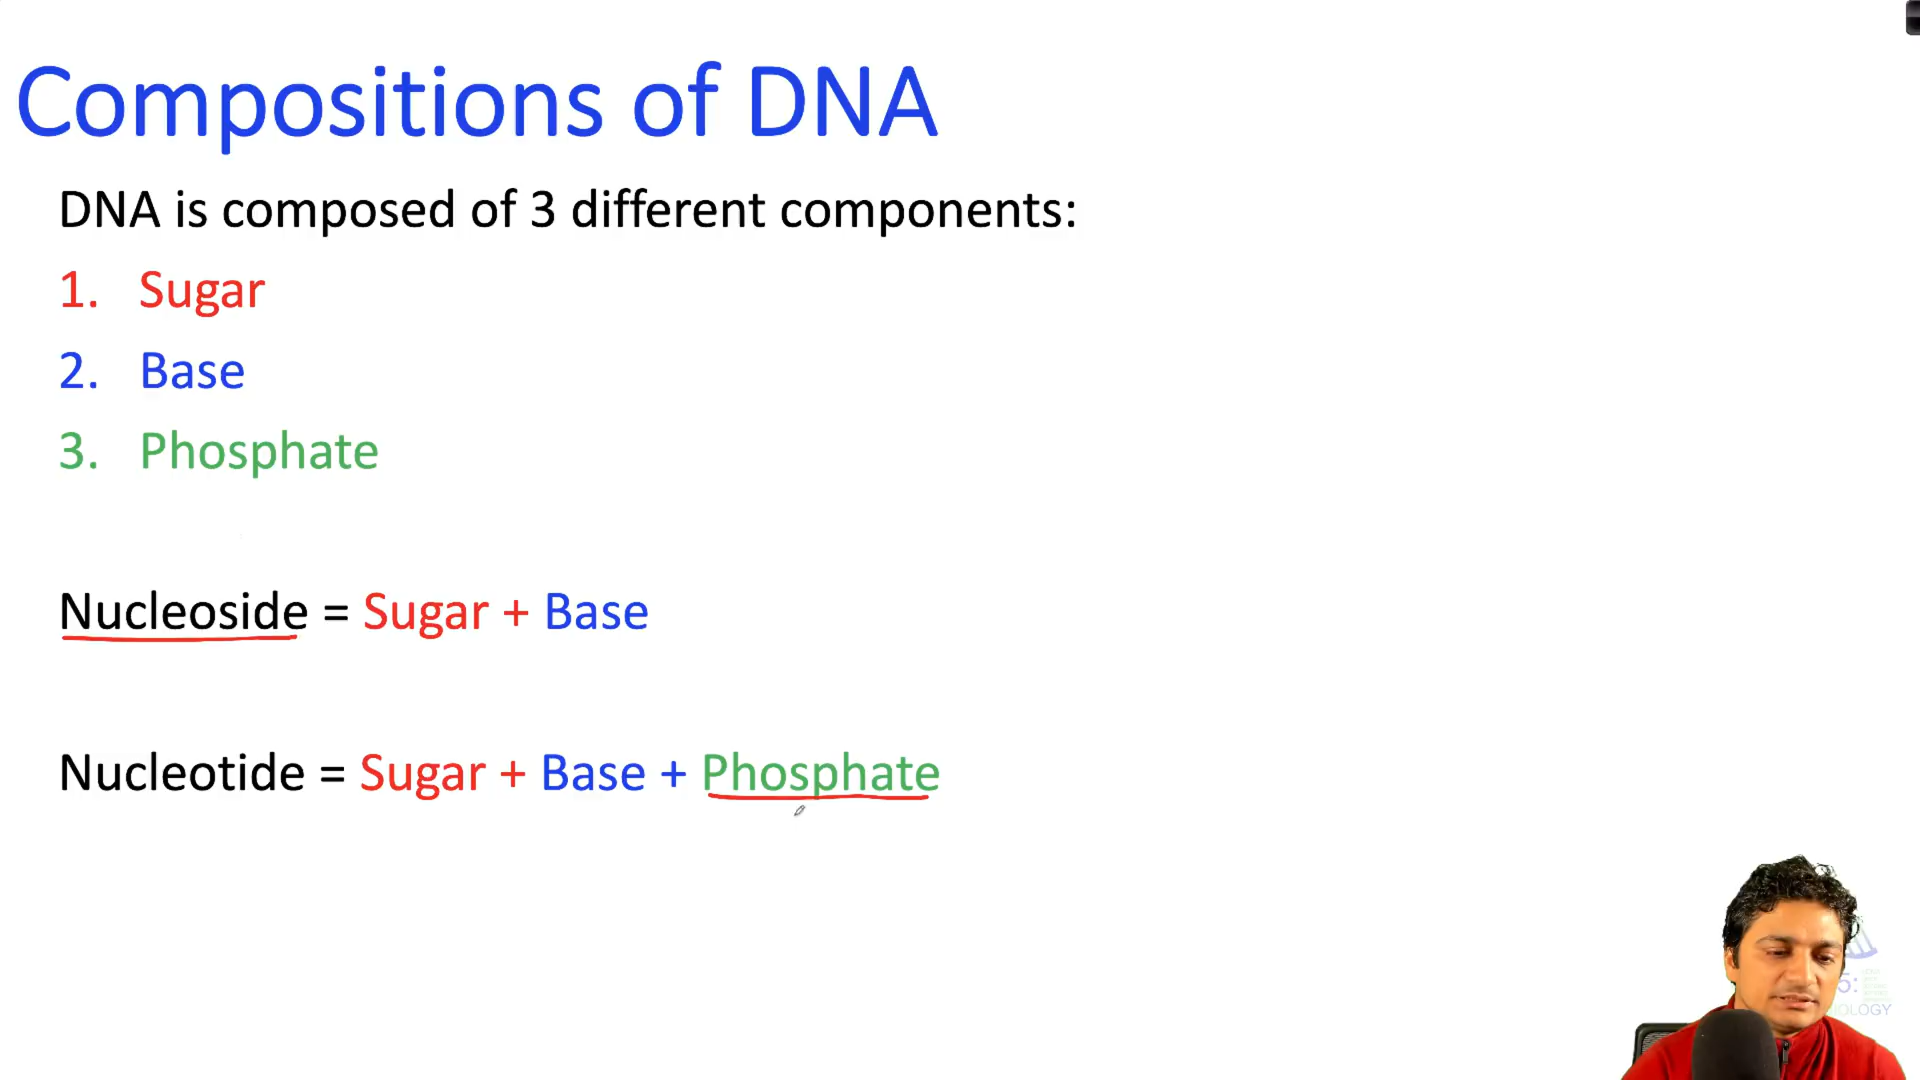 Compositions of DNA
DNA is composed of 3 different components:
1. Sugar
2. Base
3. Phosphate
Nucleoside = Sugar + Base
Nucleotide = Sugar + Base + Phosphate
5: